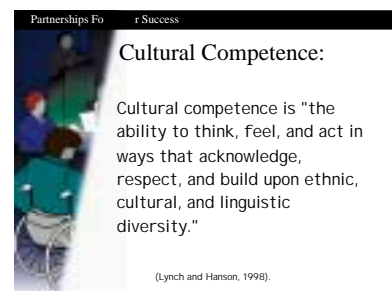 Partnerships Fo r Success
Cultural Competence:
Cultural competence is "the
ability to think, feel, and act in
ways that acknowledge,
respect, and build upon ethnic,
cultural, and linguistic
diversity."
(Lynch and Hanson, 1998).